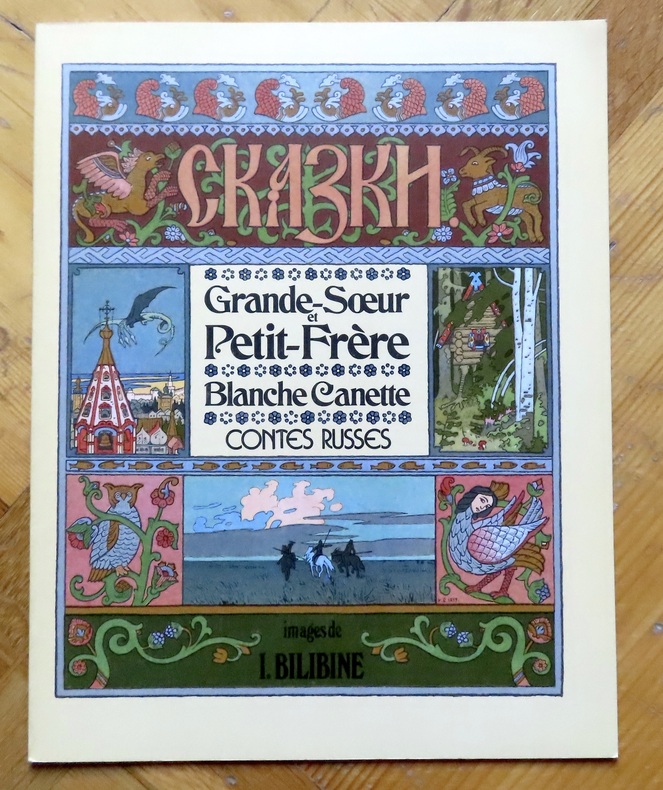 СКАЗКИ.
Grande-Sœur
et
Petit-Frère
Blanche Canette
CONTES RUSSES
images de
I. BILIBINE